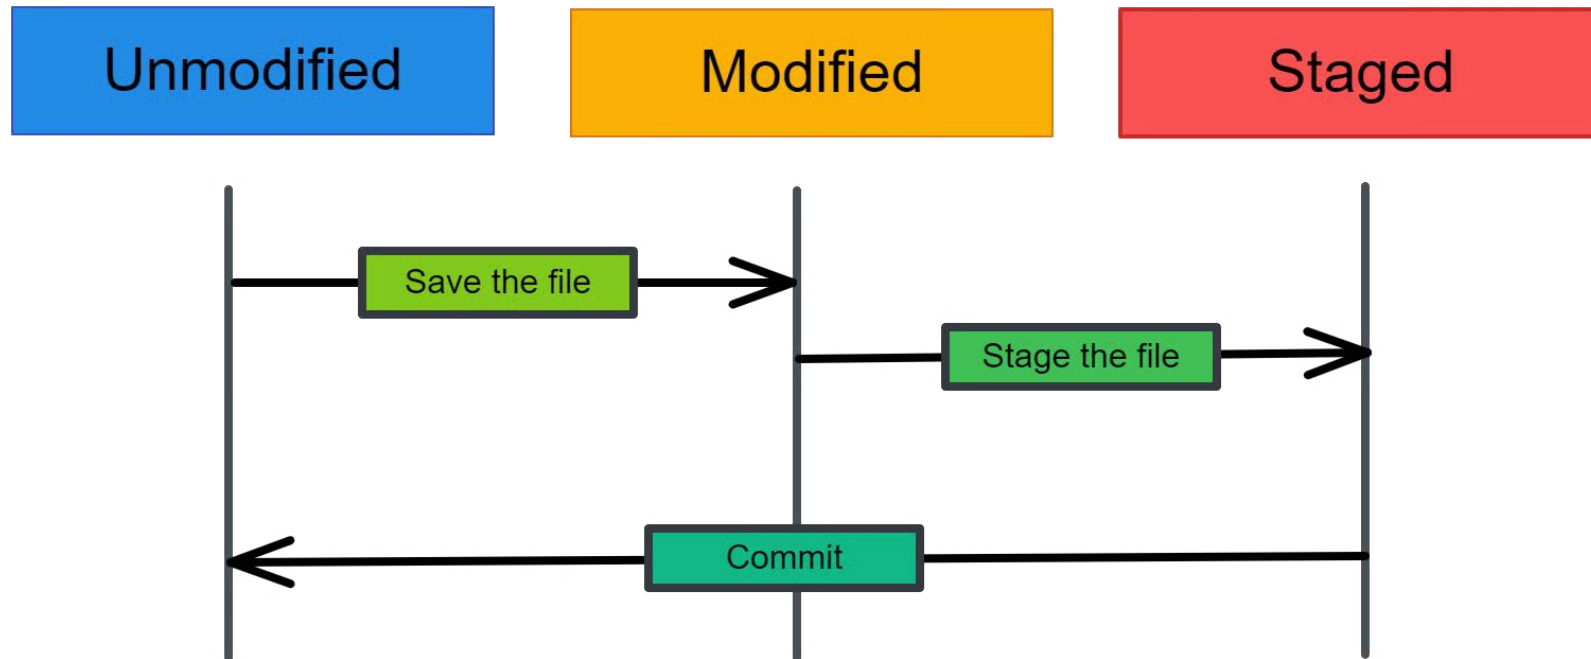 Unmodified
Modified
Staged
Save the file
Stage the file
Commit